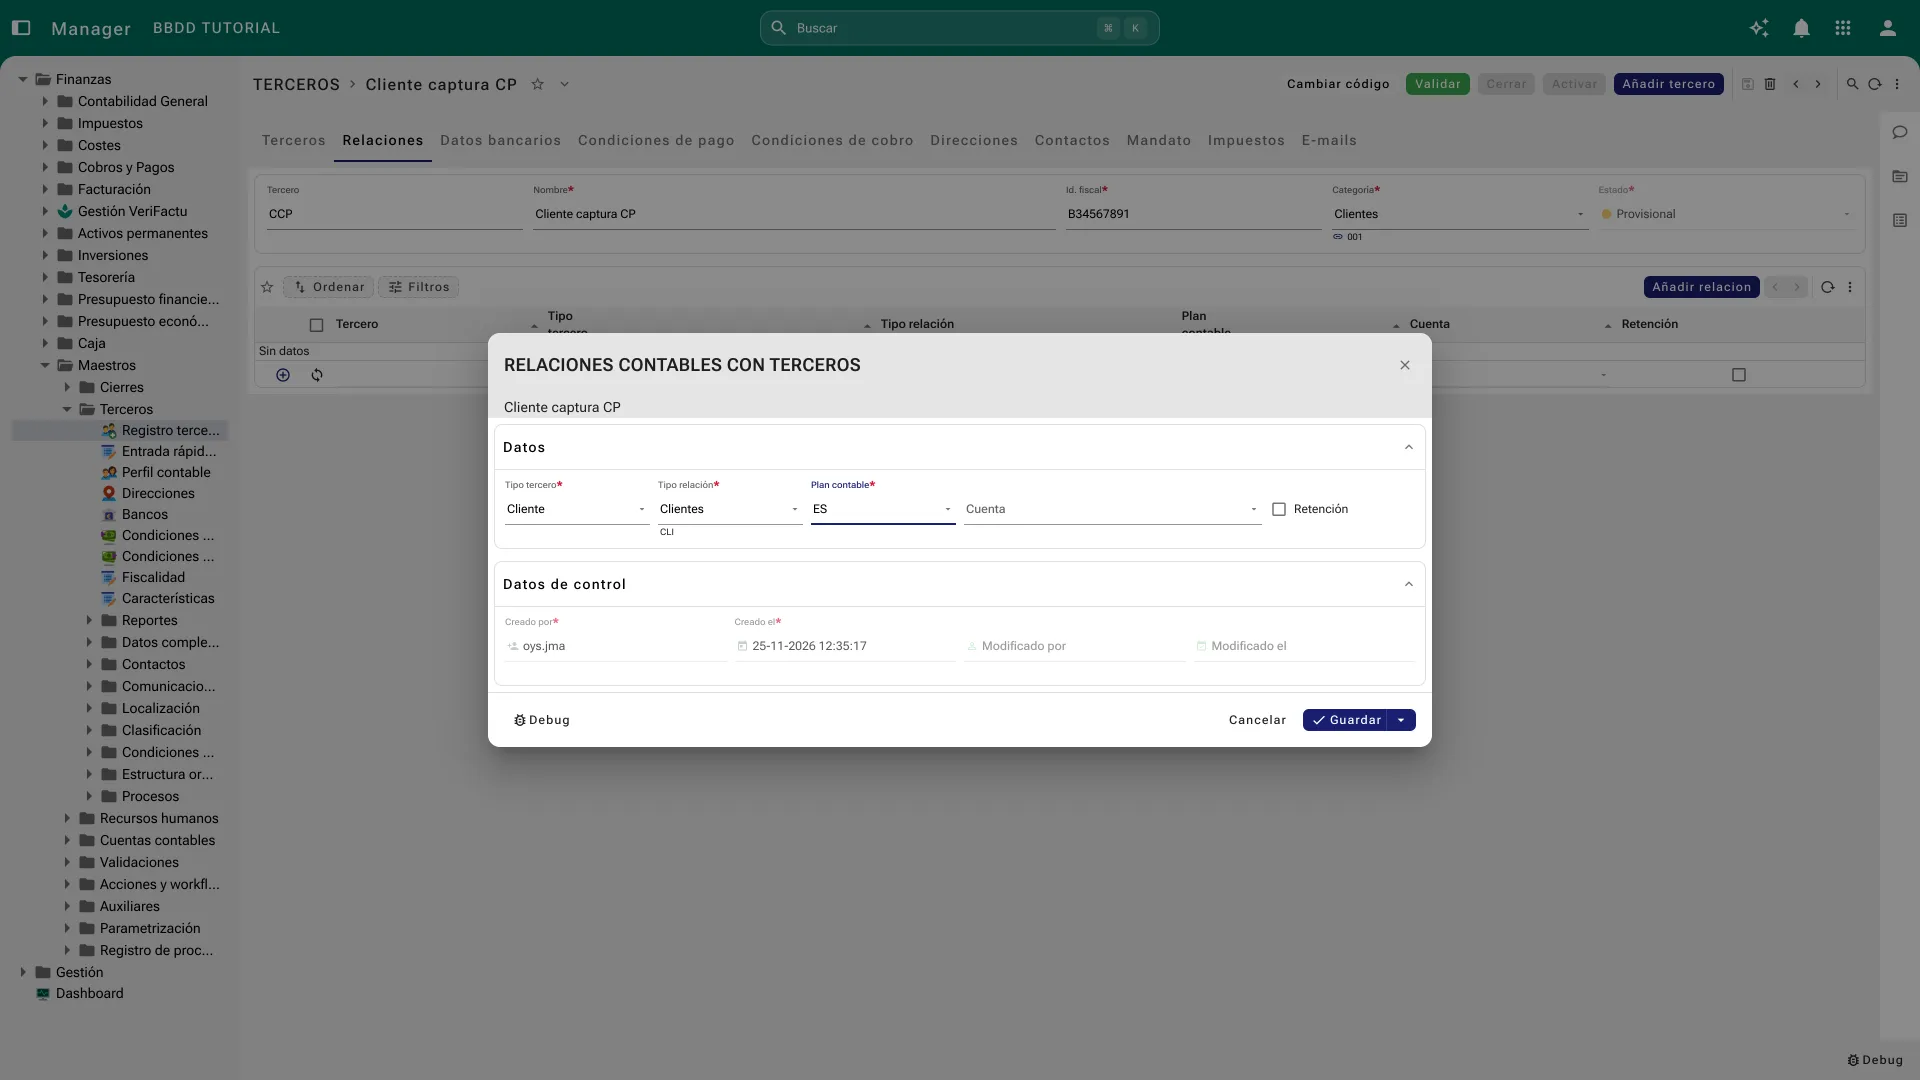 Manager
BBDD TUTORIAL
Buscar
⌘ K
Finanzas
Contabilidad General
Impuestos
Costes
Cobros y Pagos
Facturación
Gestión VeriFactu
Activos permanentes
Inversiones
Tesorería
Presupuesto financie...
Presupuesto econó...
Caja
Maestros
Cierres
Terceros
Registro terce...
Entrada rápid...
Perfil contable
Direcciones
Bancos
Condiciones ...
Condiciones ...
Fiscalidad
Características
Reportes
Datos comple...
Contactos
Comunicacio...
Localización
Clasificación
Condiciones ...
Estructura or...
Procesos
Recursos humanos
Cuentas contables
Validaciones
Acciones y workfl...
Auxiliares
Parametrización
Registro de proc...
Gestión
Dashboard
TERCEROS > Cliente captura CP
Cambiar código Validar Cerrar Activar Añadir tercero
Terceros Relaciones Datos bancarios Condiciones de pago Condiciones de cobro Direcciones Contactos Mandato Impuestos E-mails
Tercero Nombre* Id. fiscal* Categoría* Estado*
CCP Cliente captura CP B34567891 Clientes Provisional
001
Ordenar Filtros Añadir relacion
Tercero Tipo tercero Tipo relación Plan contable Cuenta Retención
Sin datos
RELACIONES CONTABLES CON TERCEROS
Cliente captura CP
Datos
Tipo tercero* Tipo relación* Plan contable*
Cliente Clientes ES Cuenta Retención
CLI
Datos de control
Creado por* Creado el*
oys.jma 25-11-2026 12:35:17 Modificado por Modificado el
Debug Cancelar Guardar
Debug